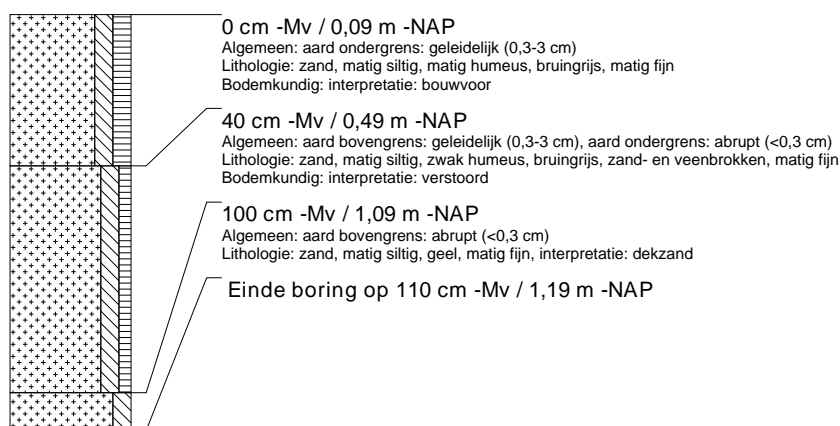 0 cm -Mv / 0,09 m -NAP
Algemeen: aard ondergrens: geleidelijk (0,3-3 cm)
Lithologie: zand, matig siltig, matig humeus, bruingrijs, matig fijn
Bodemkundig: interpretatie: bouwvoor
40 cm -Mv / 0,49 m -NAP
Algemeen: aard bovengrens: geleidelijk (0,3-3 cm), aard ondergrens: abrupt (<0,3 cm)
Lithologie: zand, matig siltig, zwak humeus, bruingrijs, zand- en veenbrokken, matig fijn
Bodemkundig: interpretatie: verstoord
100 cm -Mv / 1,09 m -NAP
Algemeen: aard bovengrens: abrupt (<0,3 cm)
Lithologie: zand, matig siltig, geel, matig fijn, interpretatie: dekzand
Einde boring op 110 cm -Mv / 1,19 m -NAP